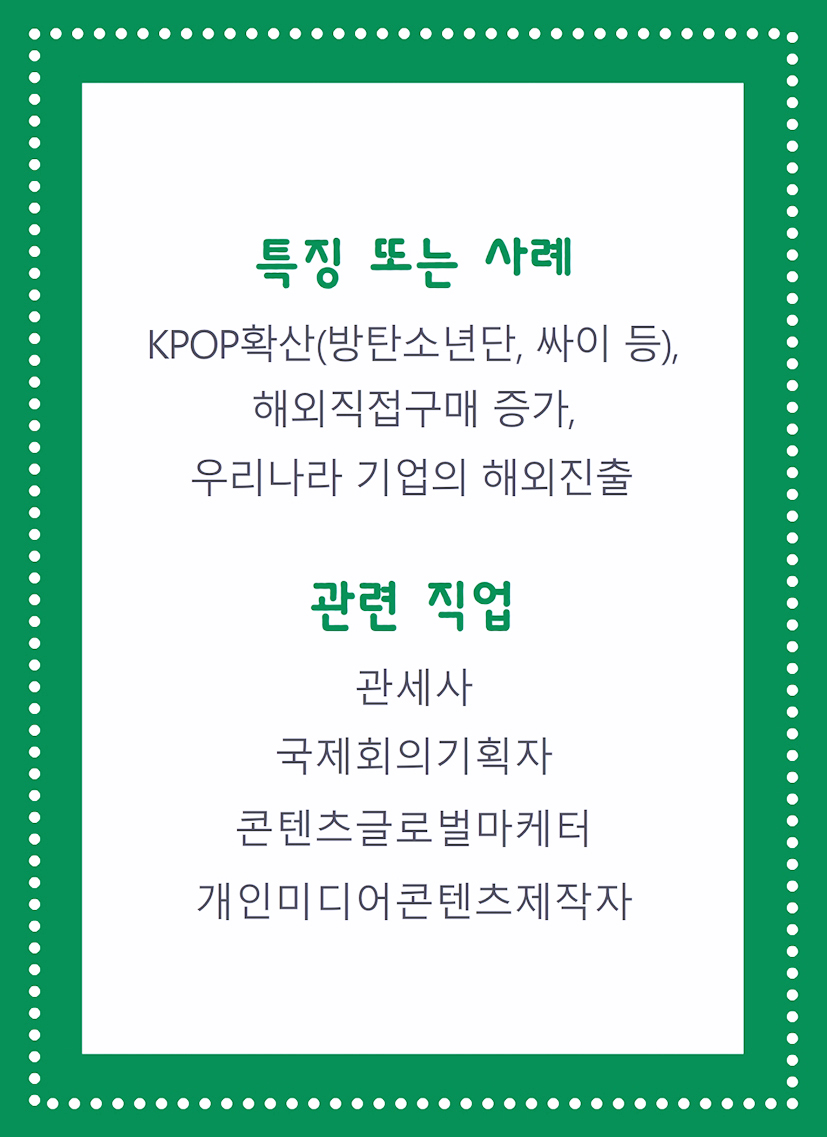 특징 또는 사례
KPOP확산(방탄소년단, 싸이 등),
해외직접구매 증가,
우리나라 기업의 해외진출
관련 직업
관세사
국제회의기획자
콘텐츠글로벌마케터
개인미디어콘텐츠제작자